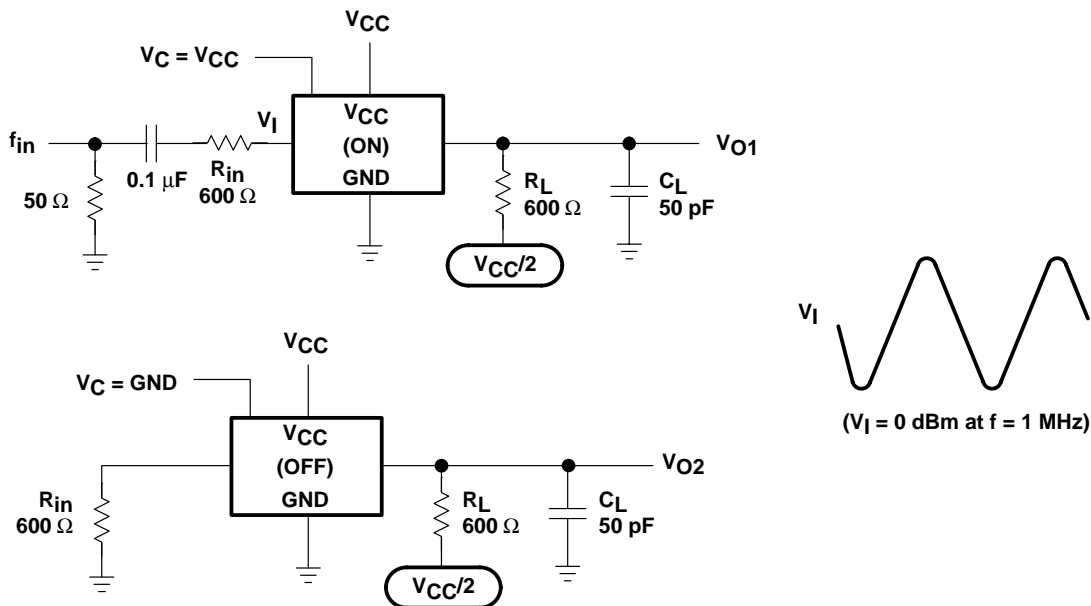 VCC
VC = VCC
fin
VI
VCC
(ON)
GND
VO1
0.1 μF
Rin
600 Ω
50 Ω
RL
600 Ω
CL
50 pF
VCC/2
VI
(VI = 0 dBm at f = 1 MHz)
VCC
VC = GND
VCC
(OFF)
GND
VO2
Rin
600 Ω
RL
600 Ω
CL
50 pF
VCC/2